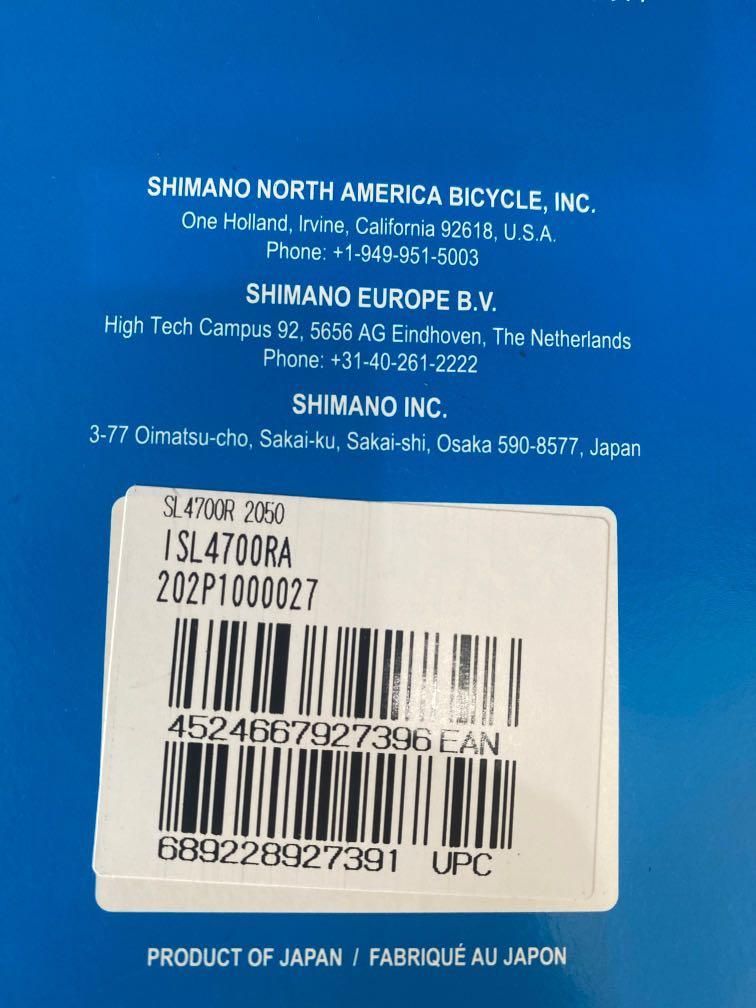 SHIMANO NORTH AMERICA BICYCLE, INC.
One Holland, Irvine, California 92618, U.S.A.
Phone: +1-949-951-5003
SHIMANO EUROPE B.V.
High Tech Campus 92, 5656 AG Eindhoven, The Netherlands
Phone: +31-40-261-2222
SHIMANO INC.
3-77 Oimatsu-cho, Sakai-ku, Sakai-shi, Osaka 590-8577, Japan
SL4700R 2050
ISL4700RA
202P1000027
4524667927396 EAN
689228927391 UPC
PRODUCT OF JAPAN / FABRIQUÉ AU JAPON